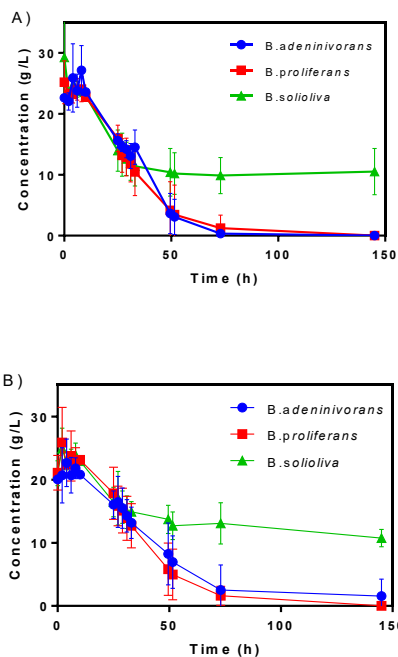 A)
Concentration (g/L)
30
20
10
0
B.adeninivorans
B.proliferans
B.solioliva
0
50
100
150
Time (h)
B)
Concentration (g/L)
30
20
10
0
B.adeninivorans
B.proliferans
B.solioliva
0
50
100
150
Time (h)